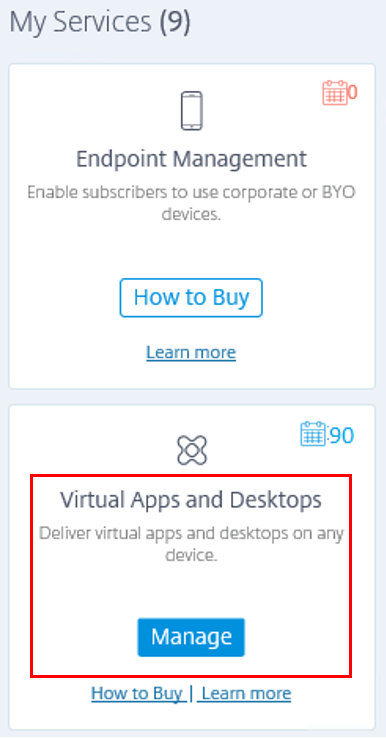 My Services (9)
0
Endpoint Management
Enable subscribers to use corporate or BYO
devices.
How to Buy
Learn more
90
Virtual Apps and Desktops
Deliver virtual apps and desktops on any
device.
Manage
How to Buy | Learn more